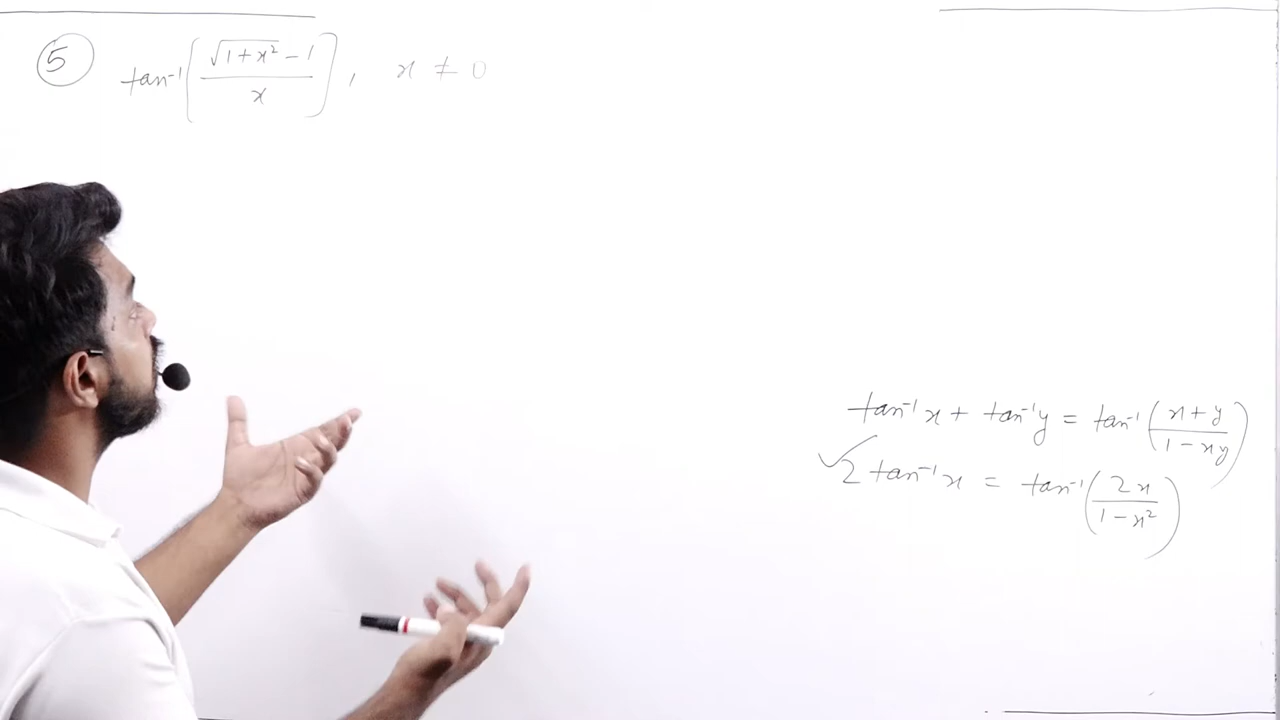 5 tan⁻¹[(√(1+x²) − 1)/x], x ≠ 0
tan⁻¹x + tan⁻¹y = tan⁻¹((x+y)/(1−xy))
✓2 tan⁻¹x = tan⁻¹(2x/(1−x²))